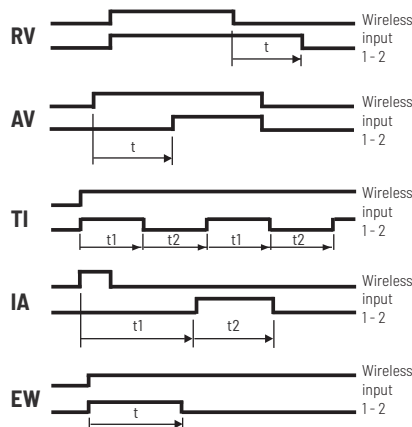 RV
Wireless
input
1 - 2
t
AV
Wireless
input
1 - 2
t
TI
Wireless
input
1 - 2
t1 t2 t1 t2
IA
Wireless
input
1 - 2
t1 t2
EW
Wireless
input
1 - 2
t